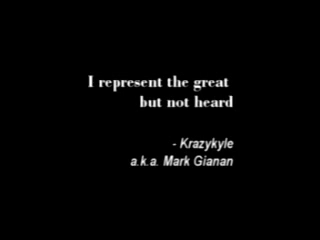 I represent the great
but not heard
- Krazykyle
a.k.a. Mark Gianan